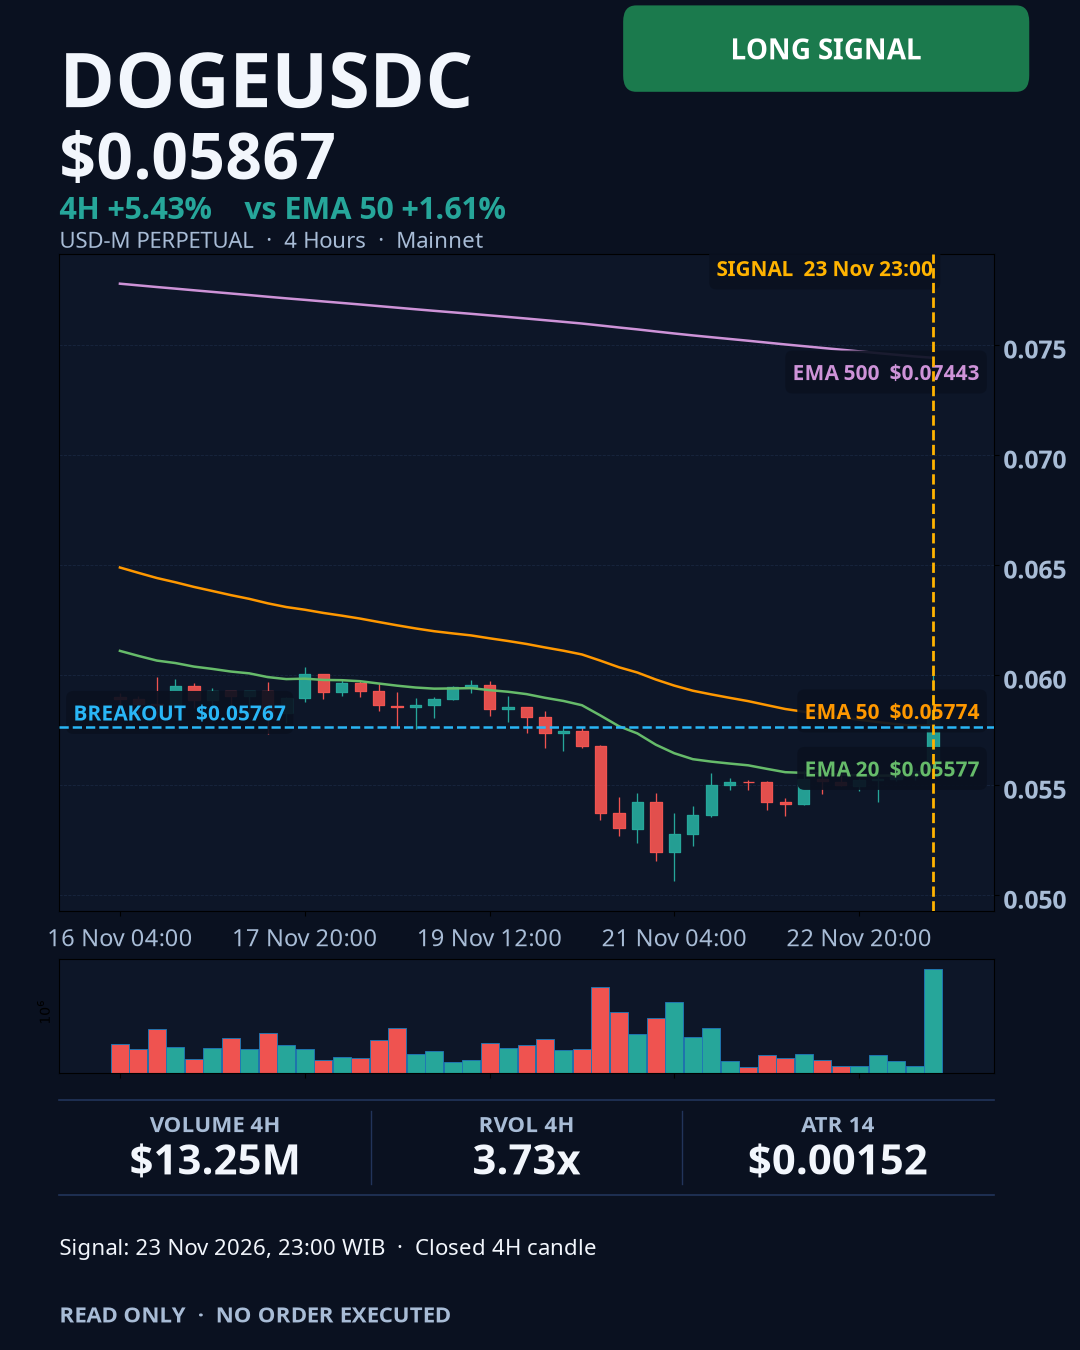 LONG SIGNAL
DOGEUSDC
$0.05867
4H +5.43% vs EMA 50 +1.61%
USD-M PERPETUAL · 4 Hours · Mainnet
SIGNAL 23 Nov 23:00
0.075
EMA 500 $0.07443
0.070
0.065
0.060
BREAKOUT $0.05767
EMA 50 $0.05774
EMA 20 $0.05577
0.055
0.050
16 Nov 04:00 17 Nov 20:00 19 Nov 12:00 21 Nov 04:00 22 Nov 20:00
10⁶
VOLUME 4H RVOL 4H ATR 14
$13.25M 3.73x $0.00152
Signal: 23 Nov 2026, 23:00 WIB · Closed 4H candle
READ ONLY · NO ORDER EXECUTED